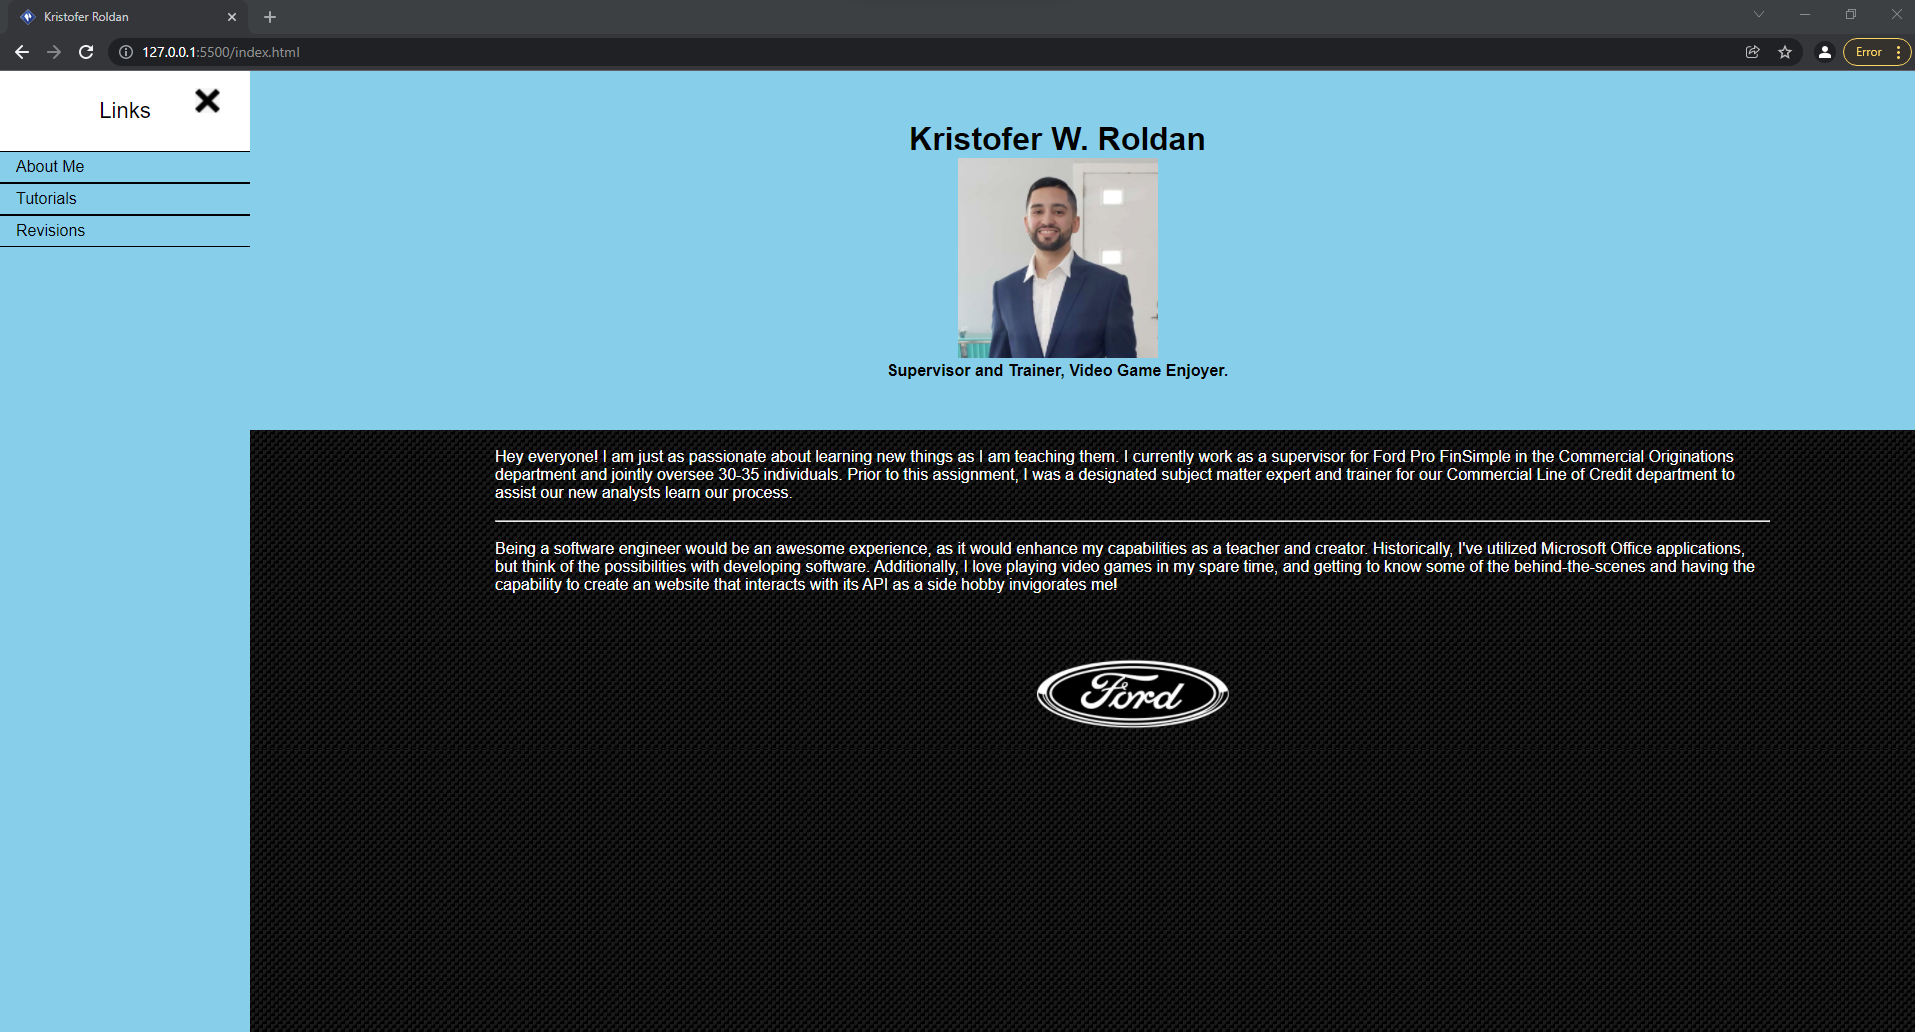 Kristofer Roldan
127.0.0.1:5500/index.html
Error
Links
About Me
Tutorials
Revisions
Kristofer W. Roldan
Supervisor and Trainer, Video Game Enjoyer.
Hey everyone! I am just as passionate about learning new things as I am teaching them. I currently work as a supervisor for Ford Pro FinSimple in the Commercial Originations
department and jointly oversee 30-35 individuals. Prior to this assignment, I was a designated subject matter expert and trainer for our Commercial Line of Credit department to
assist our new analysts learn our process.
Being a software engineer would be an awesome experience, as it would enhance my capabilities as a teacher and creator. Historically, I've utilized Microsoft Office applications,
but think of the possibilities with developing software. Additionally, I love playing video games in my spare time, and getting to know some of the behind-the-scenes and having the
capability to create an website that interacts with its API as a side hobby invigorates me!
Ford